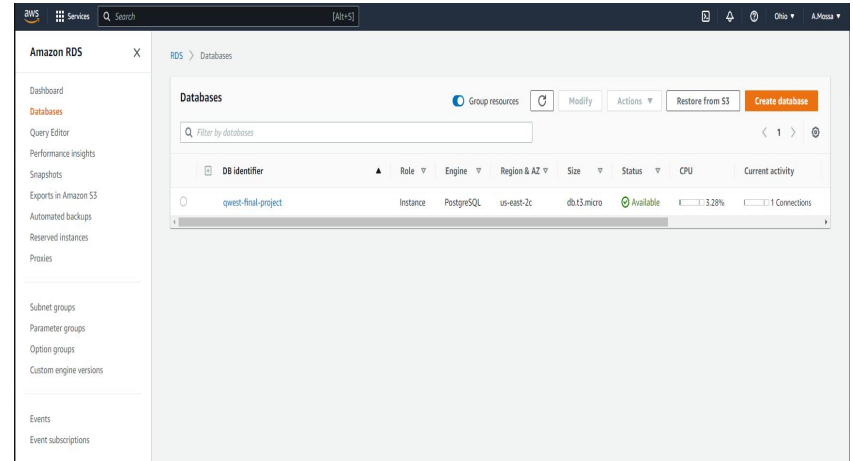 aws Services Search [Alt+S] Ohio ▼ A.Mossa ▼
Amazon RDS X
Dashboard
Databases
Query Editor
Performance insights
Snapshots
Exports in Amazon S3
Automated backups
Reserved instances
Proxies
Subnet groups
Parameter groups
Option groups
Custom engine versions
Events
Event subscriptions
RDS > Databases
Databases Group resources Modify Actions ▼ Restore from S3 Create database
Filter by databases < 1 >
DB identifier ▲ Role Engine Region & AZ Size Status CPU Current activity
qwest-final-project Instance PostgreSQL us-east-2c db.t3.micro Available 3.28% 1 Connections